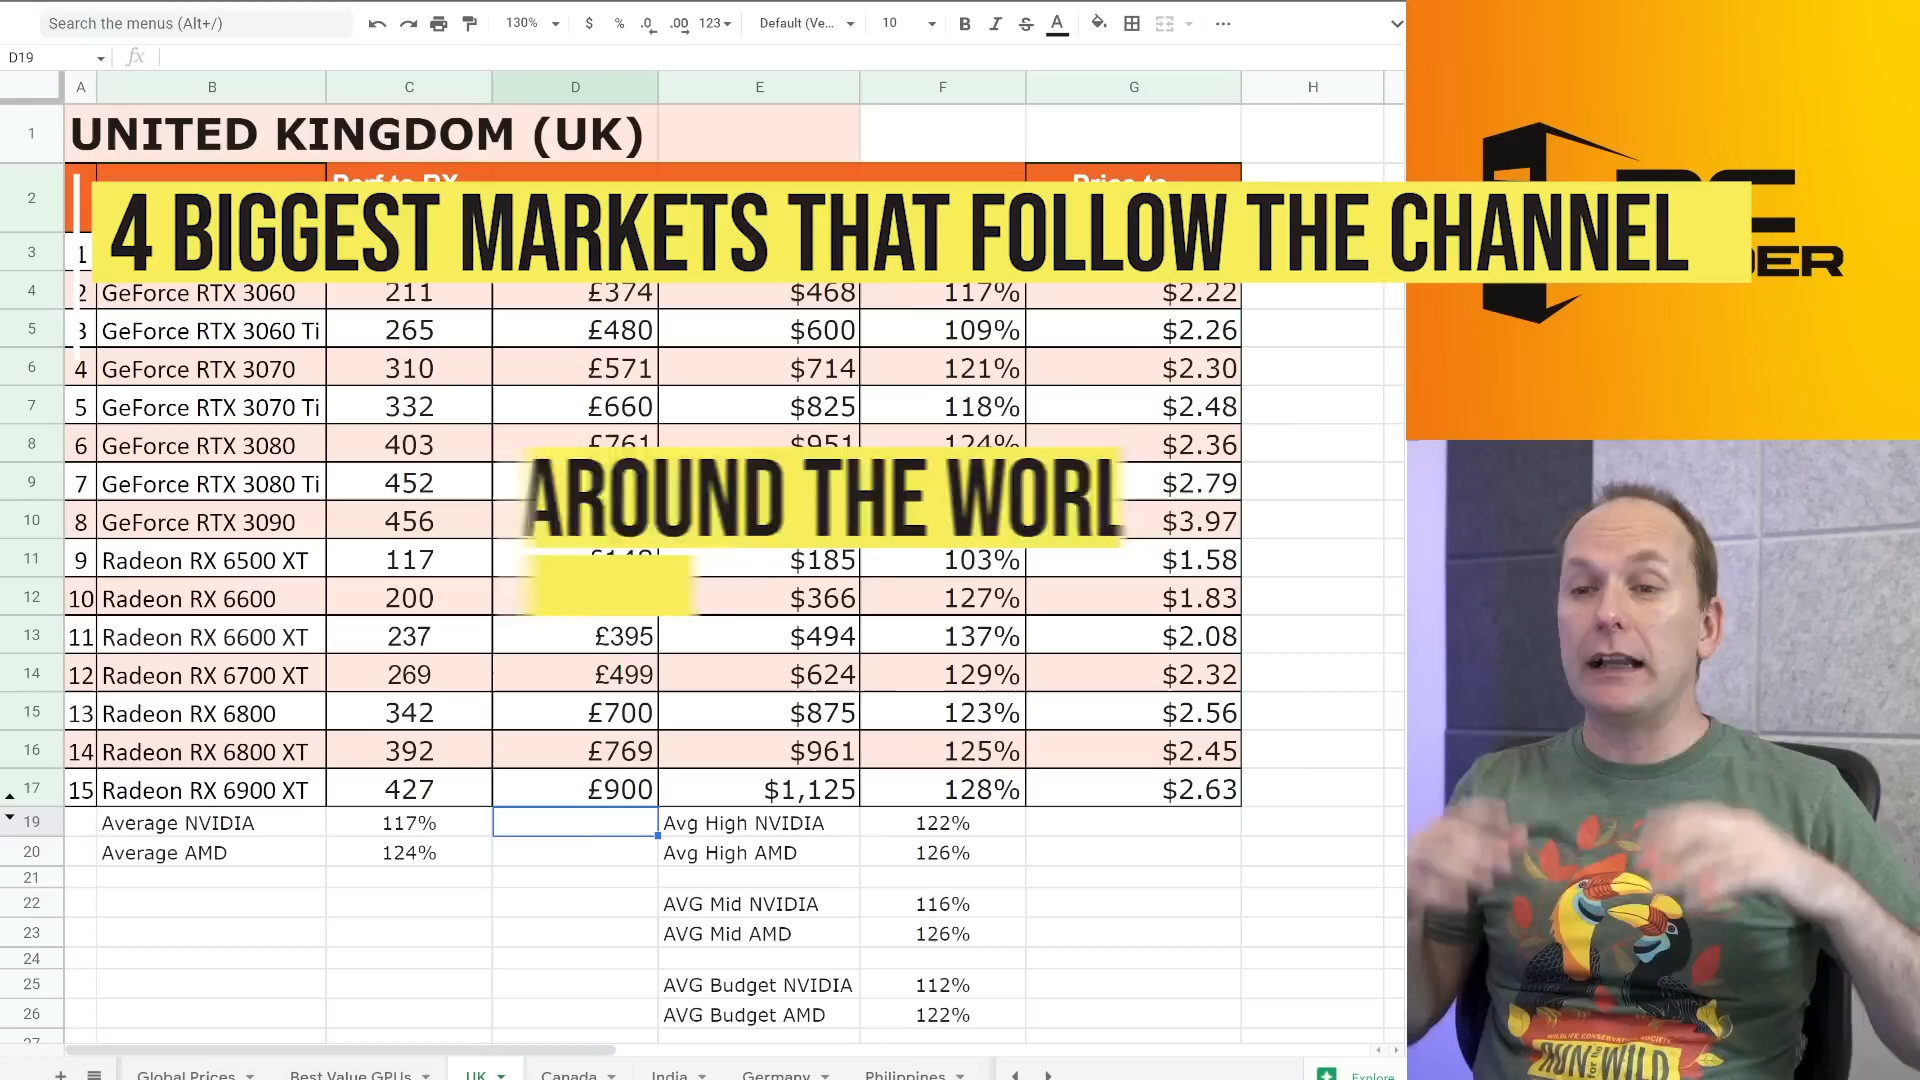 Search the menus (Alt+/)
130% $ % .0 .00 123 Default (Ve... 10 B I S A ...
D19 fx
A B C D E F G H
1 UNITED KINGDOM (UK)
2
4 BIGGEST MARKETS THAT FOLLOW THE CHANNEL
3 1
4 2 GeForce RTX 3060 211 £374 $468 117% $2.22
5 3 GeForce RTX 3060 Ti 265 £480 $600 109% $2.26
6 4 GeForce RTX 3070 310 £571 $714 121% $2.30
7 5 GeForce RTX 3070 Ti 332 £660 $825 118% $2.48
8 6 GeForce RTX 3080 403 £761 $951 124% $2.36
AROUND THE WORL
9 7 GeForce RTX 3080 Ti 452 $2.79
10 8 GeForce RTX 3090 456 $3.97
11 9 Radeon RX 6500 XT 117 $185 103% $1.58
12 10 Radeon RX 6600 200 $366 127% $1.83
13 11 Radeon RX 6600 XT 237 £395 $494 137% $2.08
14 12 Radeon RX 6700 XT 269 £499 $624 129% $2.32
15 13 Radeon RX 6800 342 £700 $875 123% $2.56
16 14 Radeon RX 6800 XT 392 £769 $961 125% $2.45
17 15 Radeon RX 6900 XT 427 £900 $1,125 128% $2.63
19 Average NVIDIA 117% Avg High NVIDIA 122%
20 Average AMD 124% Avg High AMD 126%
21
22 AVG Mid NVIDIA 116%
23 AVG Mid AMD 126%
24
25 AVG Budget NVIDIA 112%
26 AVG Budget AMD 122%
27
Global Prices Best Value GPUs UK Canada India Germany Philippines Explore
WILDLIFE CONSERVATION SOCIETY
RUN for the WILD